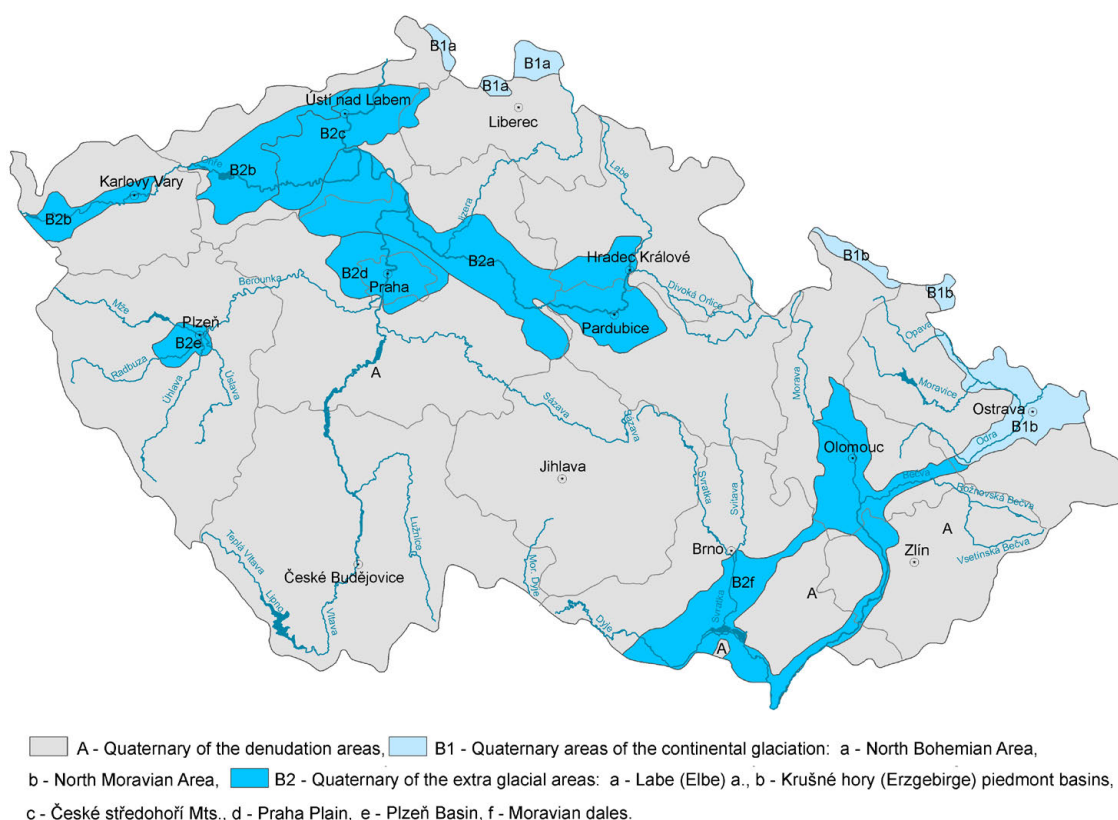 B1a
B1a
B1a
Ústí nad Labem
Liberec
B2c
Ohře
B2b
Labe
Karlovy Vary
B2b
Jizera
B2a
Hradec Králové
B1b
B2d
Praha
Berounka
Divoká Orlice
B1b
Mže
Plzeň
Pardubice
B2e
Opava
Radbuza
Úhlava
Úslava
A
Morava
Moravice
Sázava
Sázava
Ostrava
B1b
Odra
Olomouc
Jihlava
Svratka
Svitava
Bečva
Rožnovská Bečva
A
Lužnice
Brno
Zlín
Vsetínská Bečva
Teplá Vltava
České Budějovice
Mor. Dyje
B2f
A
Lipno
Vltava
Svratka
Dyje
A
A - Quaternary of the denudation areas, B1 - Quaternary areas of the continental glaciation: a - North Bohemian Area,
b - North Moravian Area, B2 - Quaternary of the extra glacial areas: a - Labe (Elbe) a., b - Krušné hory (Erzgebirge) piedmont basins,
c - České středohoří Mts., d - Praha Plain, e - Plzeň Basin, f - Moravian dales.